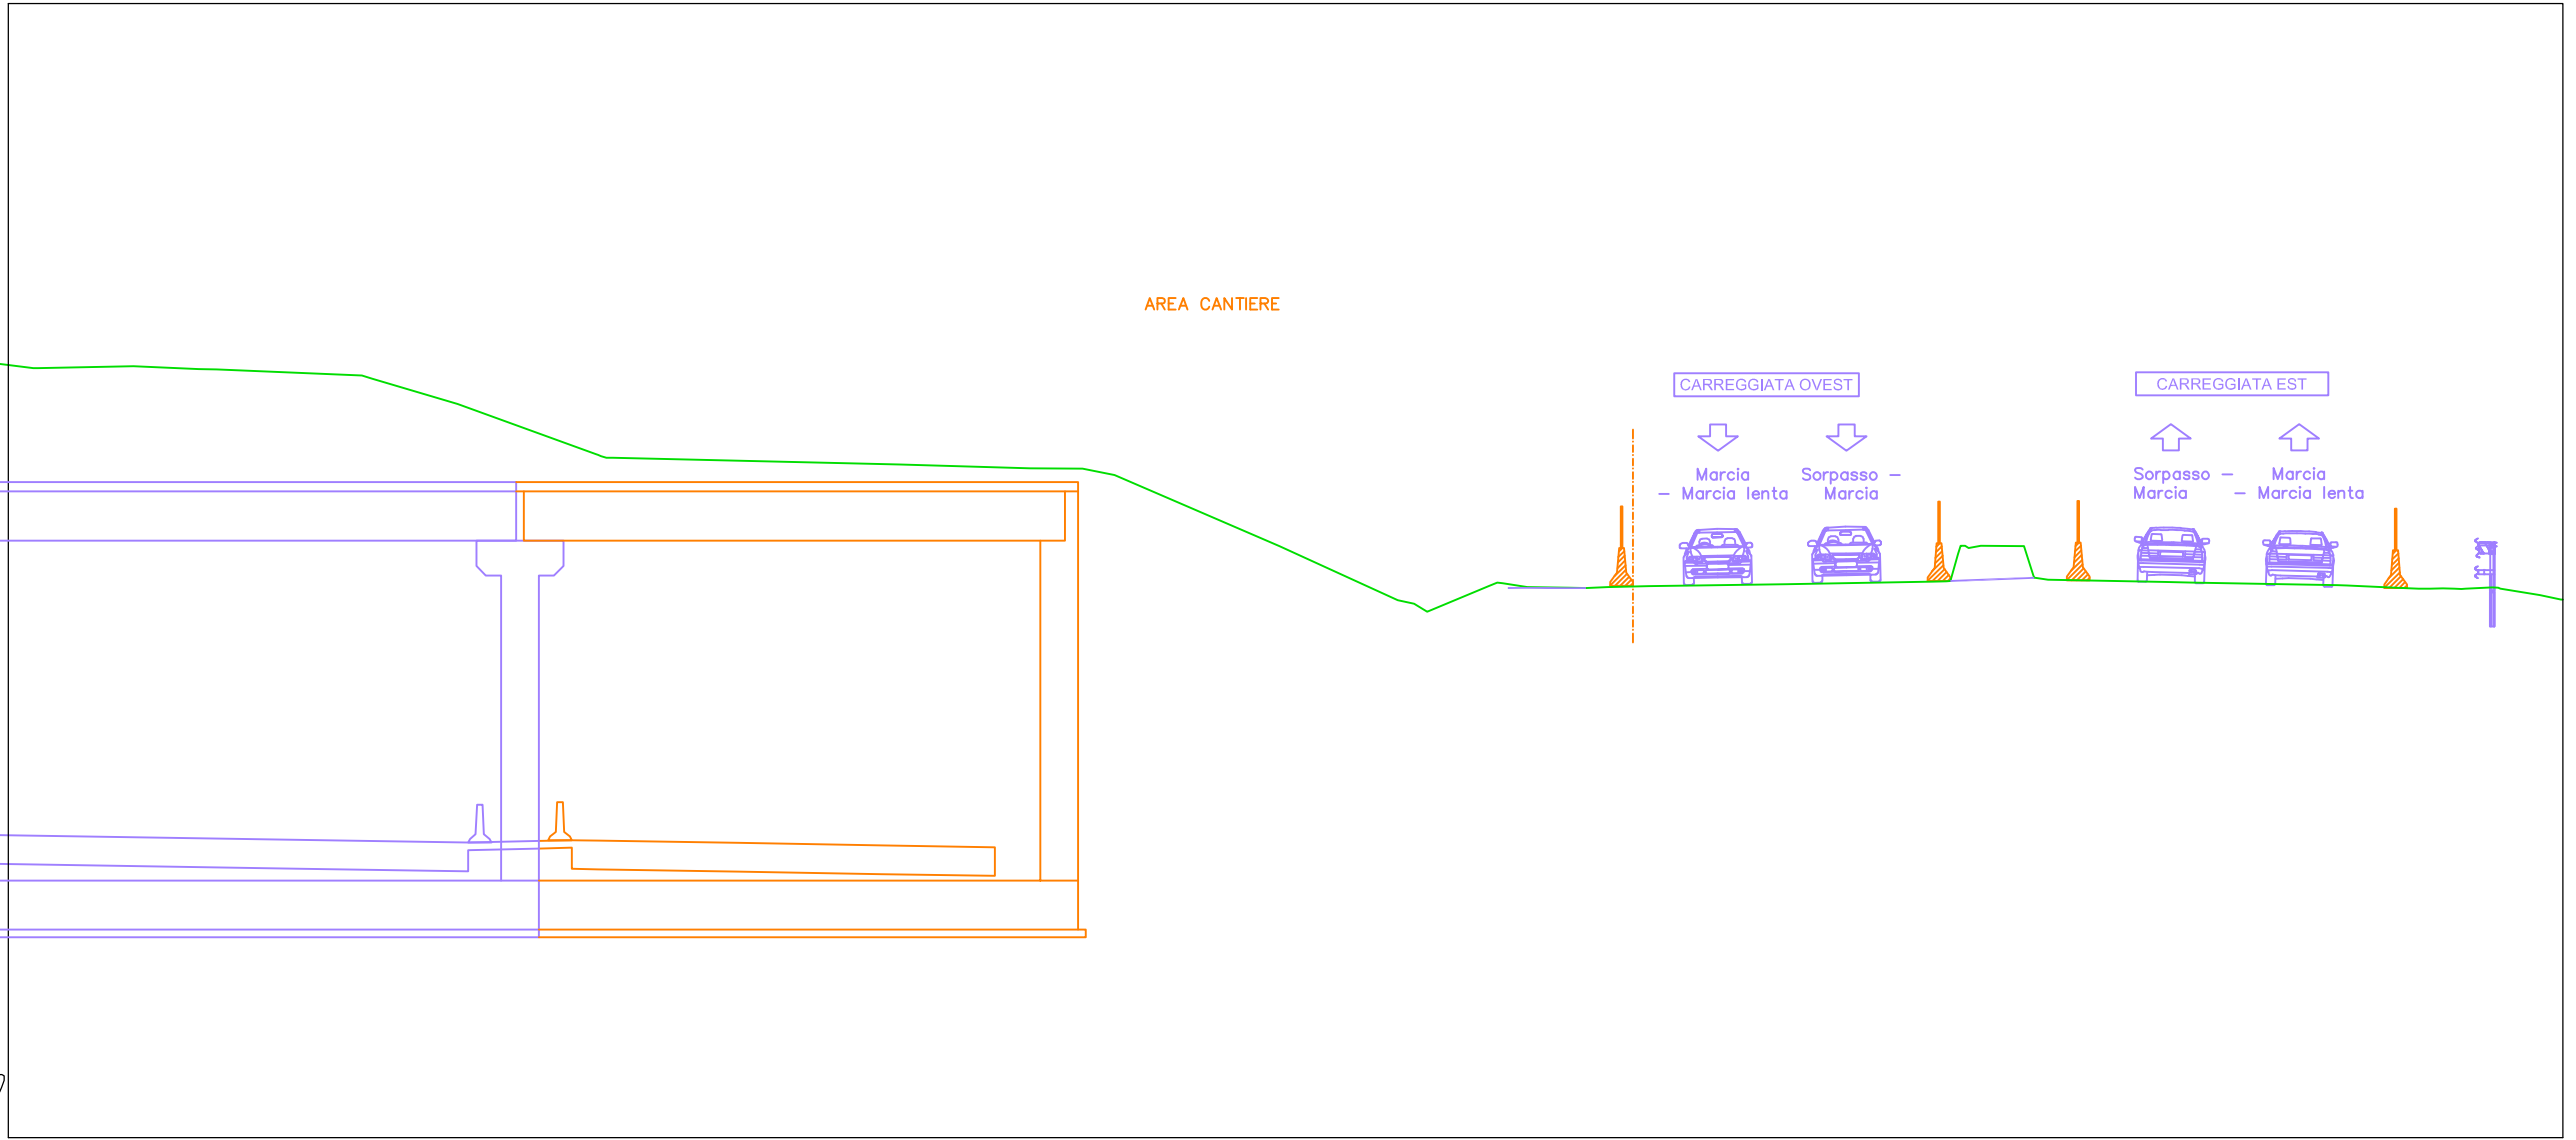 AREA CANTIERE
CARREGGIATA OVEST
Marcia
– Marcia lenta
Sorpasso –
Marcia
CARREGGIATA EST
Sorpasso –
Marcia
Marcia
– Marcia lenta